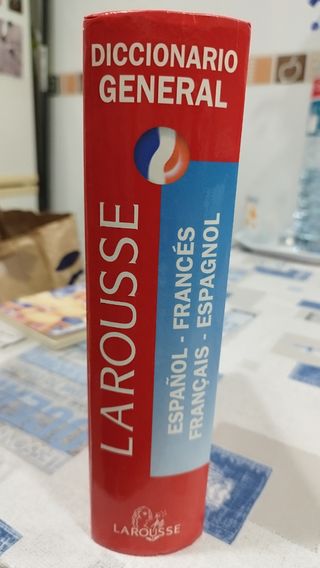 DICCIONARIO
GENERAL
LAROUSSE
ESPAÑOL - FRANCÉS
FRANÇAIS - ESPAGNOL
LAROUSSE